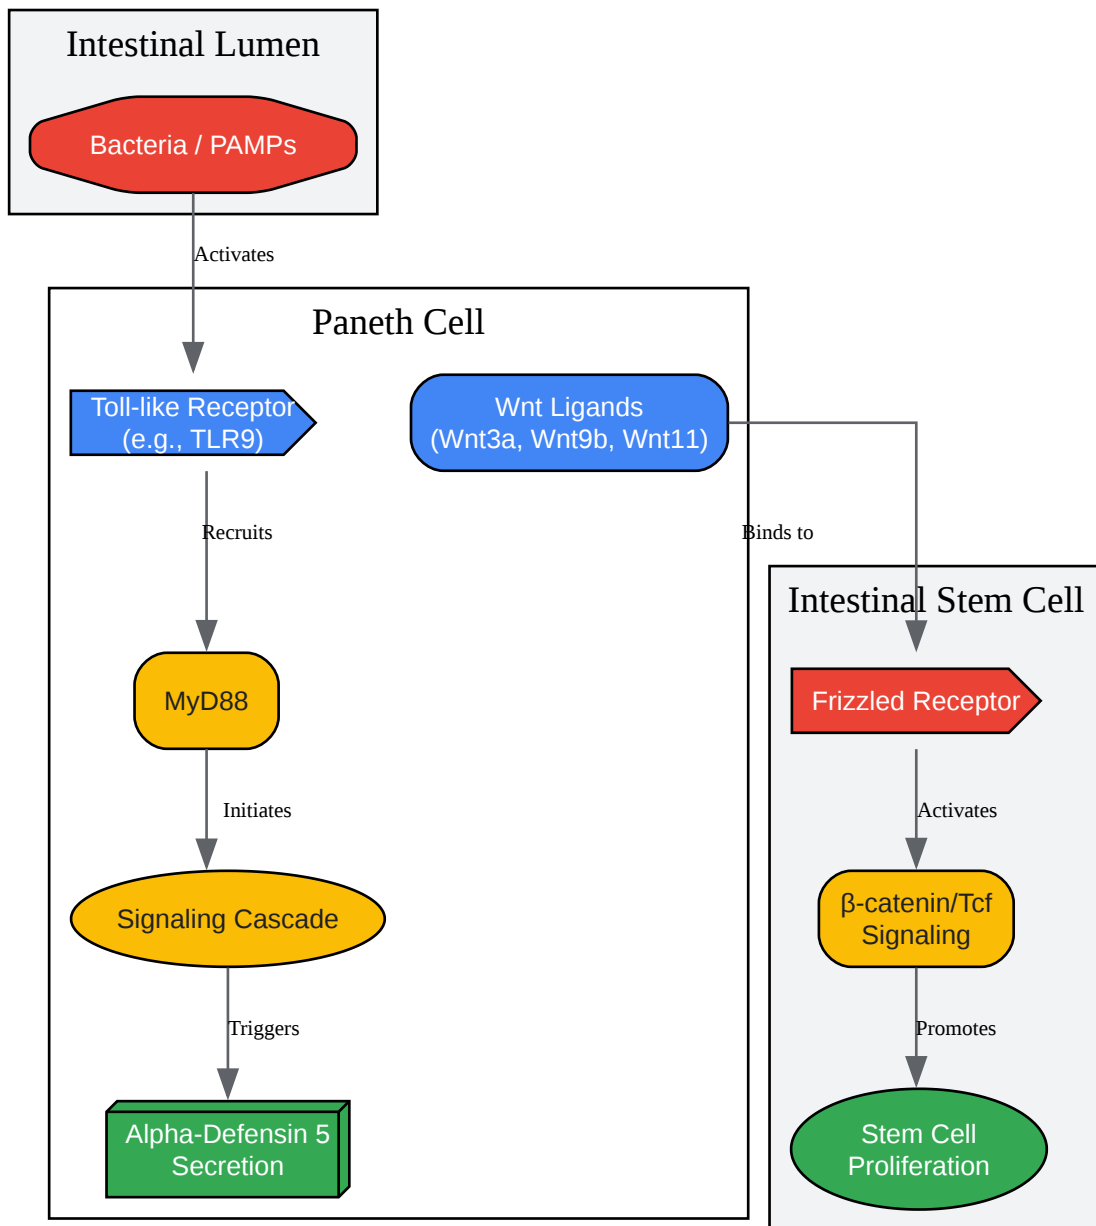 Intestinal Lumen
Bacteria / PAMPs
Activates
Paneth Cell
Toll-like Receptor
(e.g., TLR9)
Wnt Ligands
(Wnt3a, Wnt9b, Wnt11)
Recruits
Binds to
Intestinal Stem Cell
MyD88
Frizzled Receptor
Initiates
Activates
Signaling Cascade
β-catenin/Tcf
Signaling
Triggers
Promotes
Alpha-Defensin 5
Secretion
Stem Cell
Proliferation